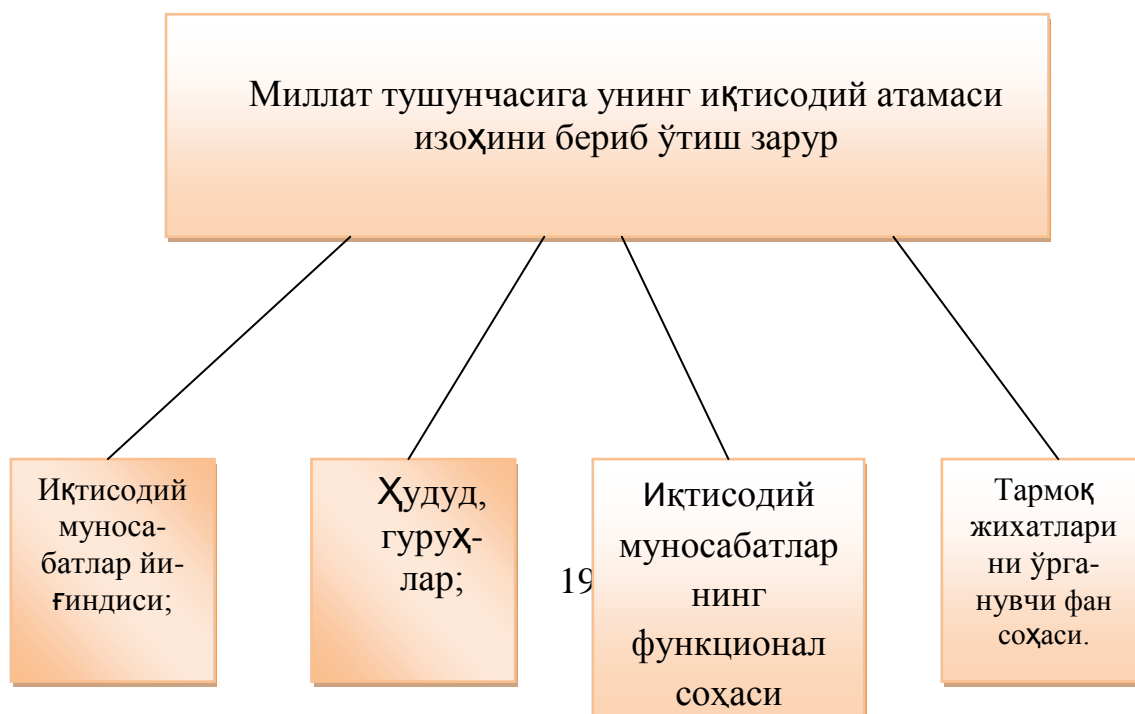 Миллат тушунчасига унинг иқтисодий атамаси
изоҳини бериб ўтиш зарур
Иқтисодий
муноса-
батлар йи-
ғиндиси;
Ҳудуд,
гуруҳ-
лар;
19
Иқтисодий
муносабатлар
нинг
функционал
соҳаси
Тармоқ
жихатлари
ни ўрга-
нувчи фан
соҳаси.